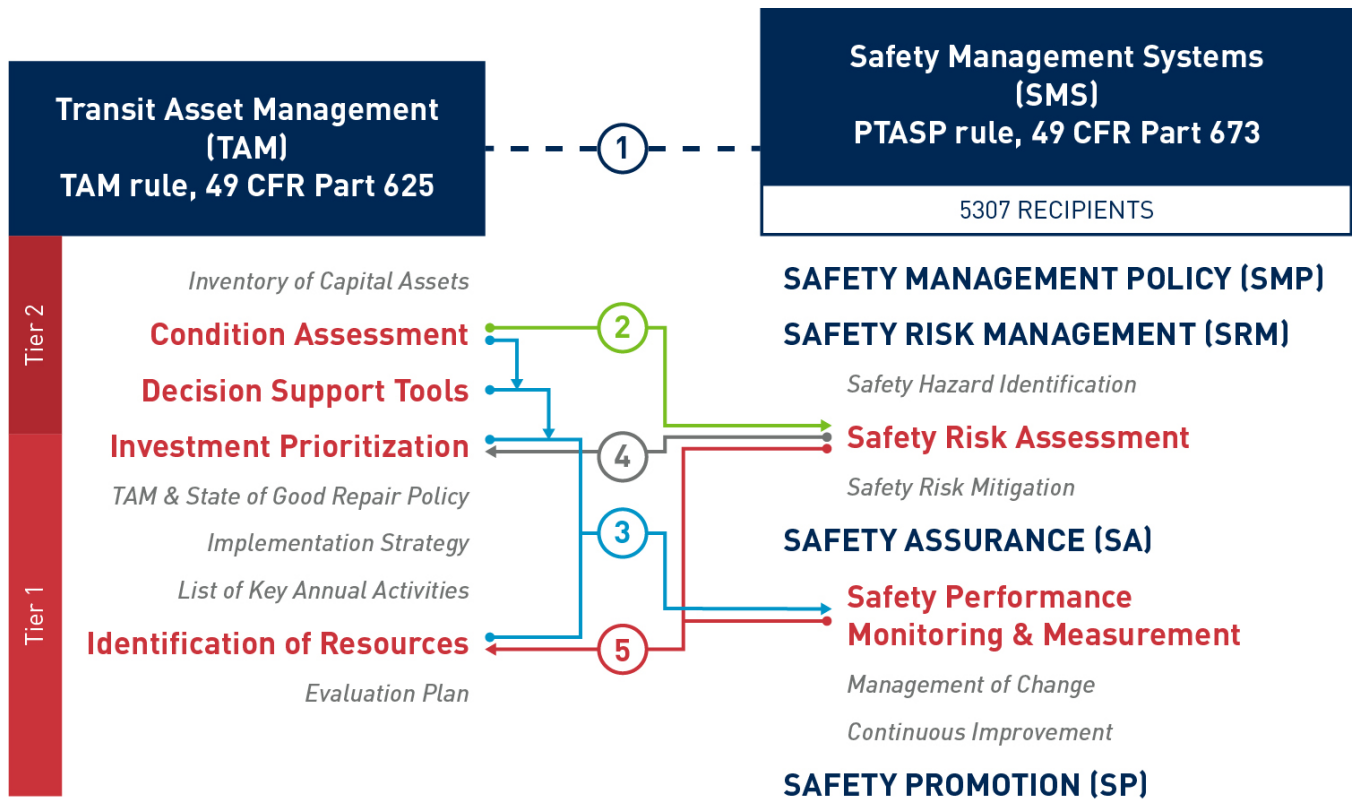 Transit Asset Management
(TAM)
TAM rule, 49 CFR Part 625
1
Safety Management Systems
(SMS)
PTASP rule, 49 CFR Part 673
5307 RECIPIENTS
Tier 2
Tier 1
Inventory of Capital Assets
Condition Assessment
Decision Support Tools
Investment Prioritization
TAM & State of Good Repair Policy
Implementation Strategy
List of Key Annual Activities
Identification of Resources
Evaluation Plan
2
4
3
5
SAFETY MANAGEMENT POLICY (SMP)
SAFETY RISK MANAGEMENT (SRM)
Safety Hazard Identification
Safety Risk Assessment
Safety Risk Mitigation
SAFETY ASSURANCE (SA)
Safety Performance
Monitoring & Measurement
Management of Change
Continuous Improvement
SAFETY PROMOTION (SP)